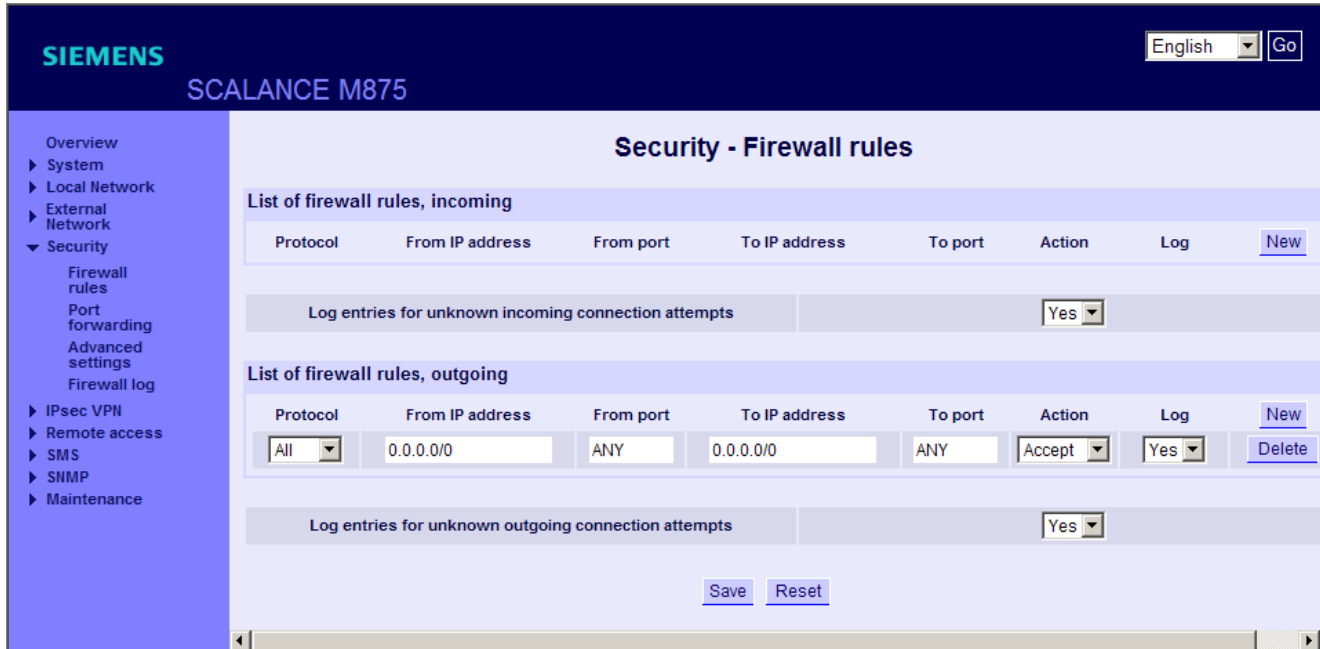 SIEMENS
English Go
SCALANCE M875
Overview
System
Local Network
External
Network
Security
Firewall
rules
Port
forwarding
Advanced
settings
Firewall log
IPsec VPN
Remote access
SMS
SNMP
Maintenance
Security - Firewall rules
List of firewall rules, incoming
Protocol From IP address From port To IP address To port Action Log New
Log entries for unknown incoming connection attempts Yes
List of firewall rules, outgoing
Protocol From IP address From port To IP address To port Action Log New
All 0.0.0.0/0 ANY 0.0.0.0/0 ANY Accept Yes Delete
Log entries for unknown outgoing connection attempts Yes
Save Reset